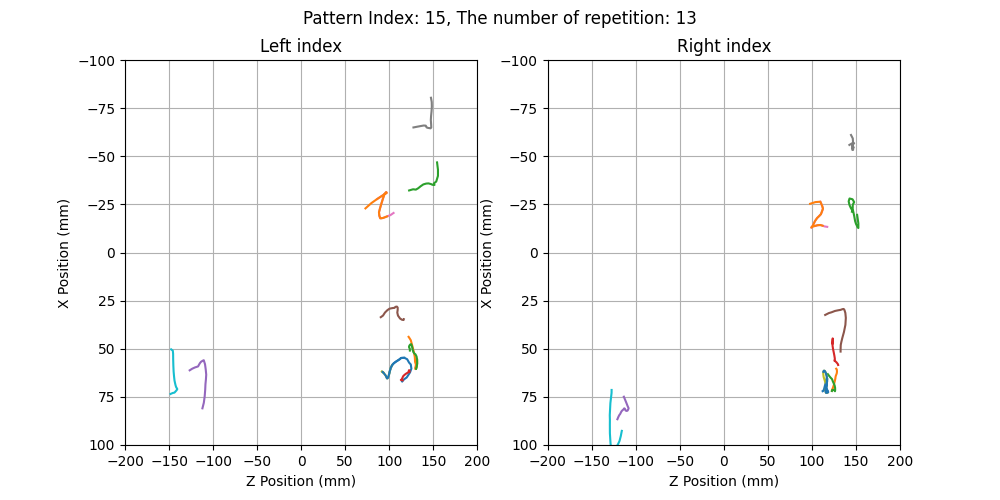 Pattern Index: 15, The number of repetition: 13
Left index
Right index
−100
−75
−50
−25
0
25
50
75
100
−200 −150 −100 −50 0 50 100 150 200
Z Position (mm)
X Position (mm)
−100
−75
−50
−25
0
25
50
75
100
−200 −150 −100 −50 0 50 100 150 200
Z Position (mm)
X Position (mm)